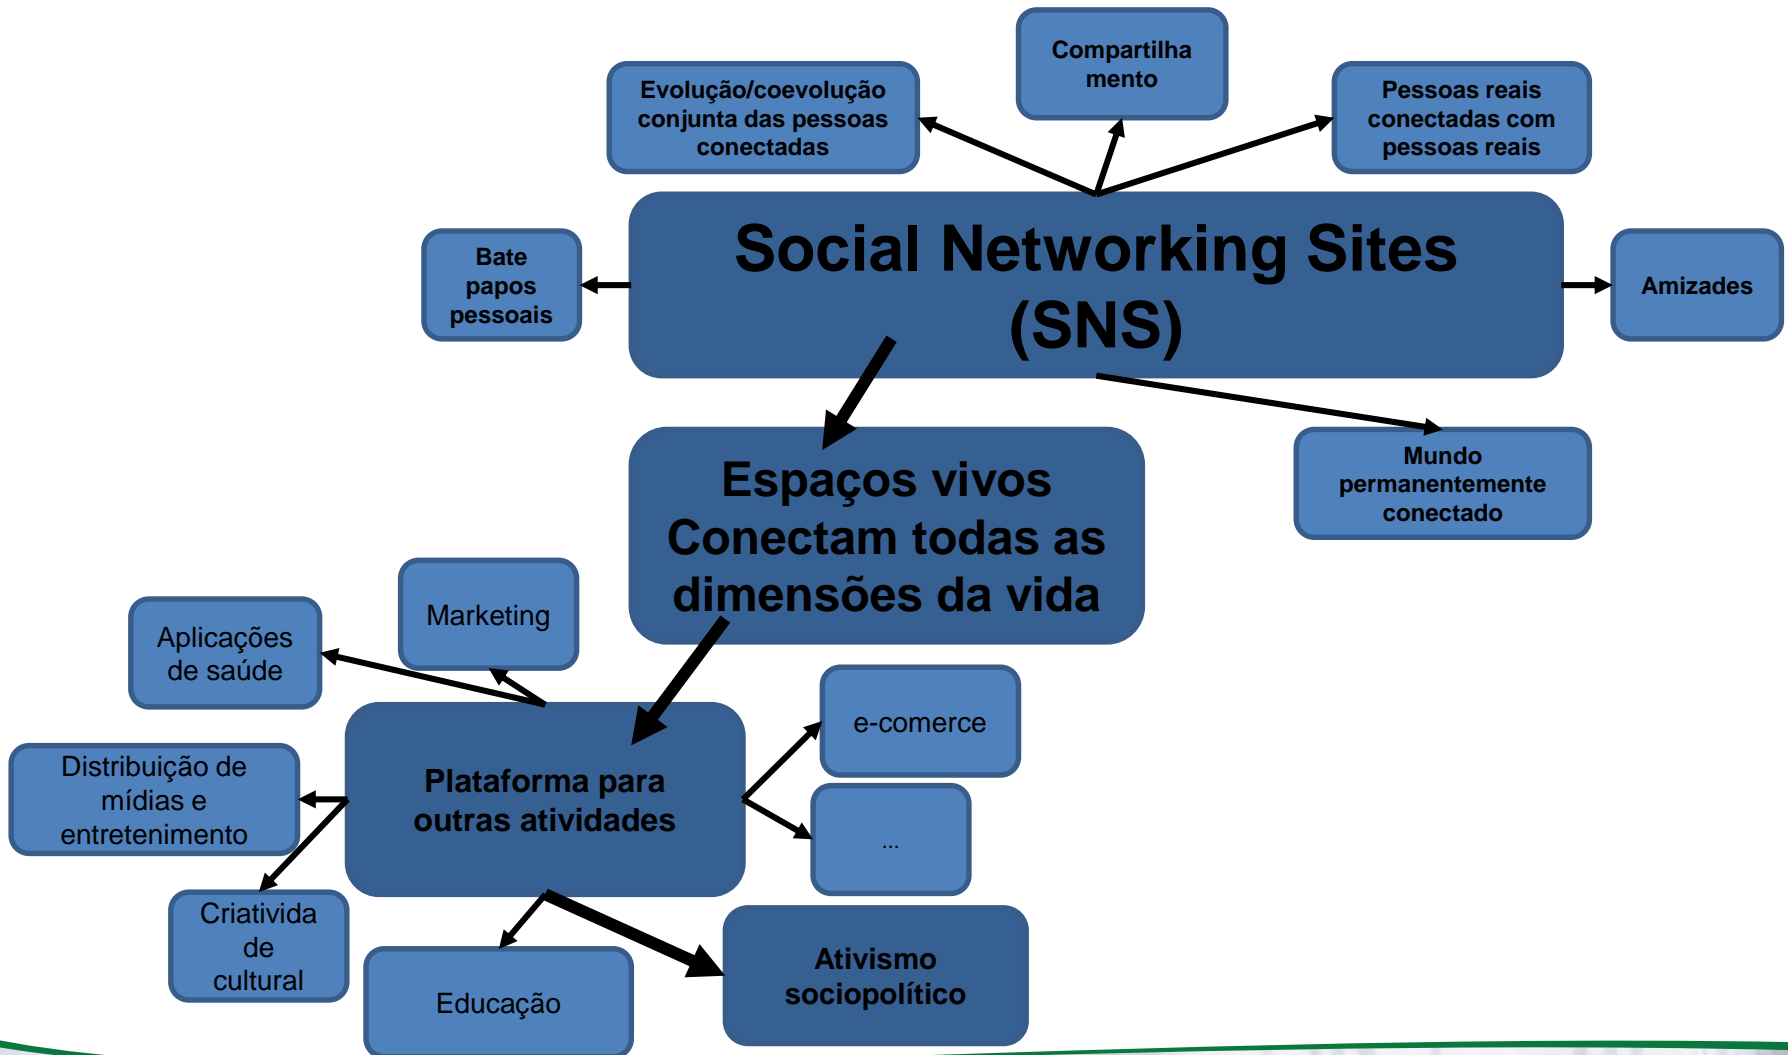 Compartilha
mento
Evolução/coevolução
conjunta das pessoas
conectadas
Pessoas reais
conectadas com
pessoas reais
Social Networking Sites
(SNS)
Bate
papos
pessoais
Amizades
Espaços vivos
Conectam todas as
dimensões da vida
Mundo
permanentemente
conectado
Marketing
Aplicações
de saúde
e-comerce
Distribuição de
mídias e
entretenimento
Plataforma para
outras atividades
...
Criativida
de
cultural
Ativismo
sociopolítico
Educação